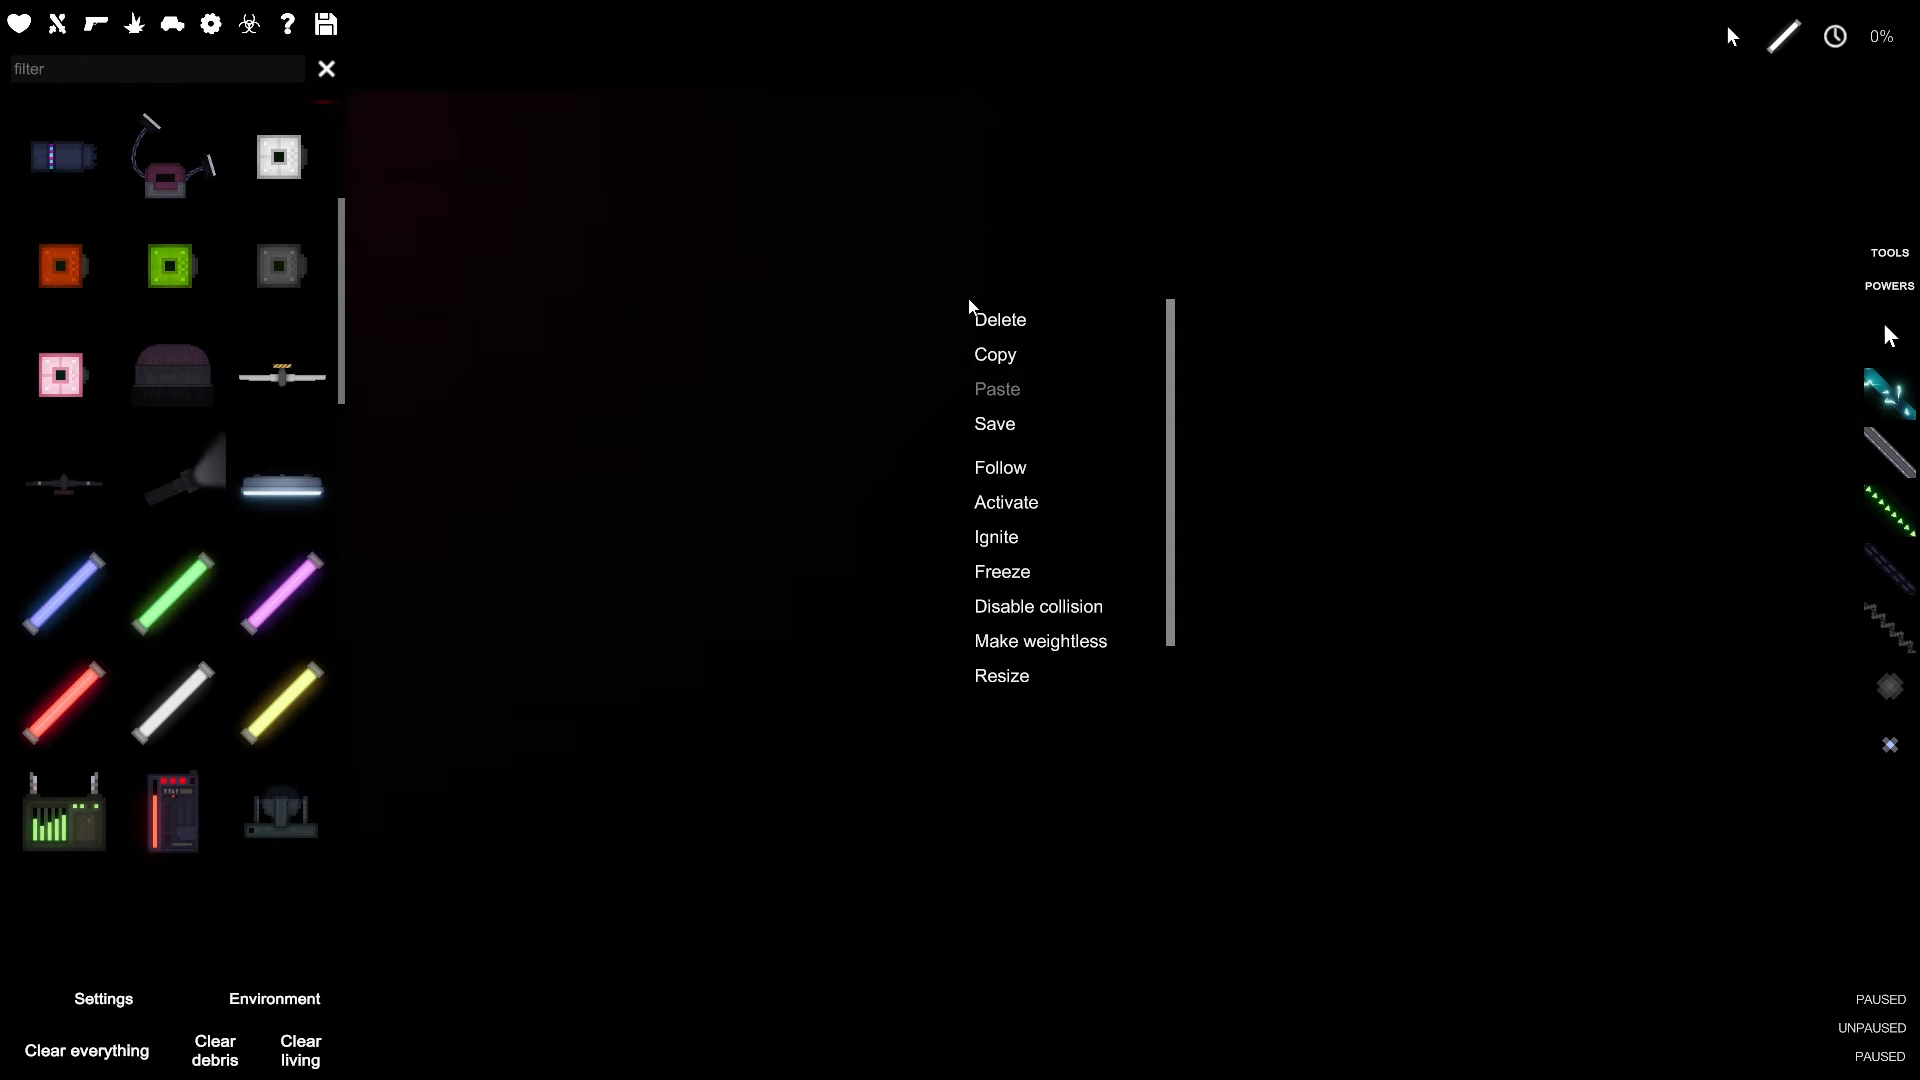 0%
filter
TOOLS
POWERS
Delete
Copy
Paste
Save
Follow
Activate
Ignite
Freeze
Disable collision
Make weightless
Resize
Settings
Environment
Clear everything
Clear
debris
Clear
living
PAUSED
UNPAUSED
PAUSED